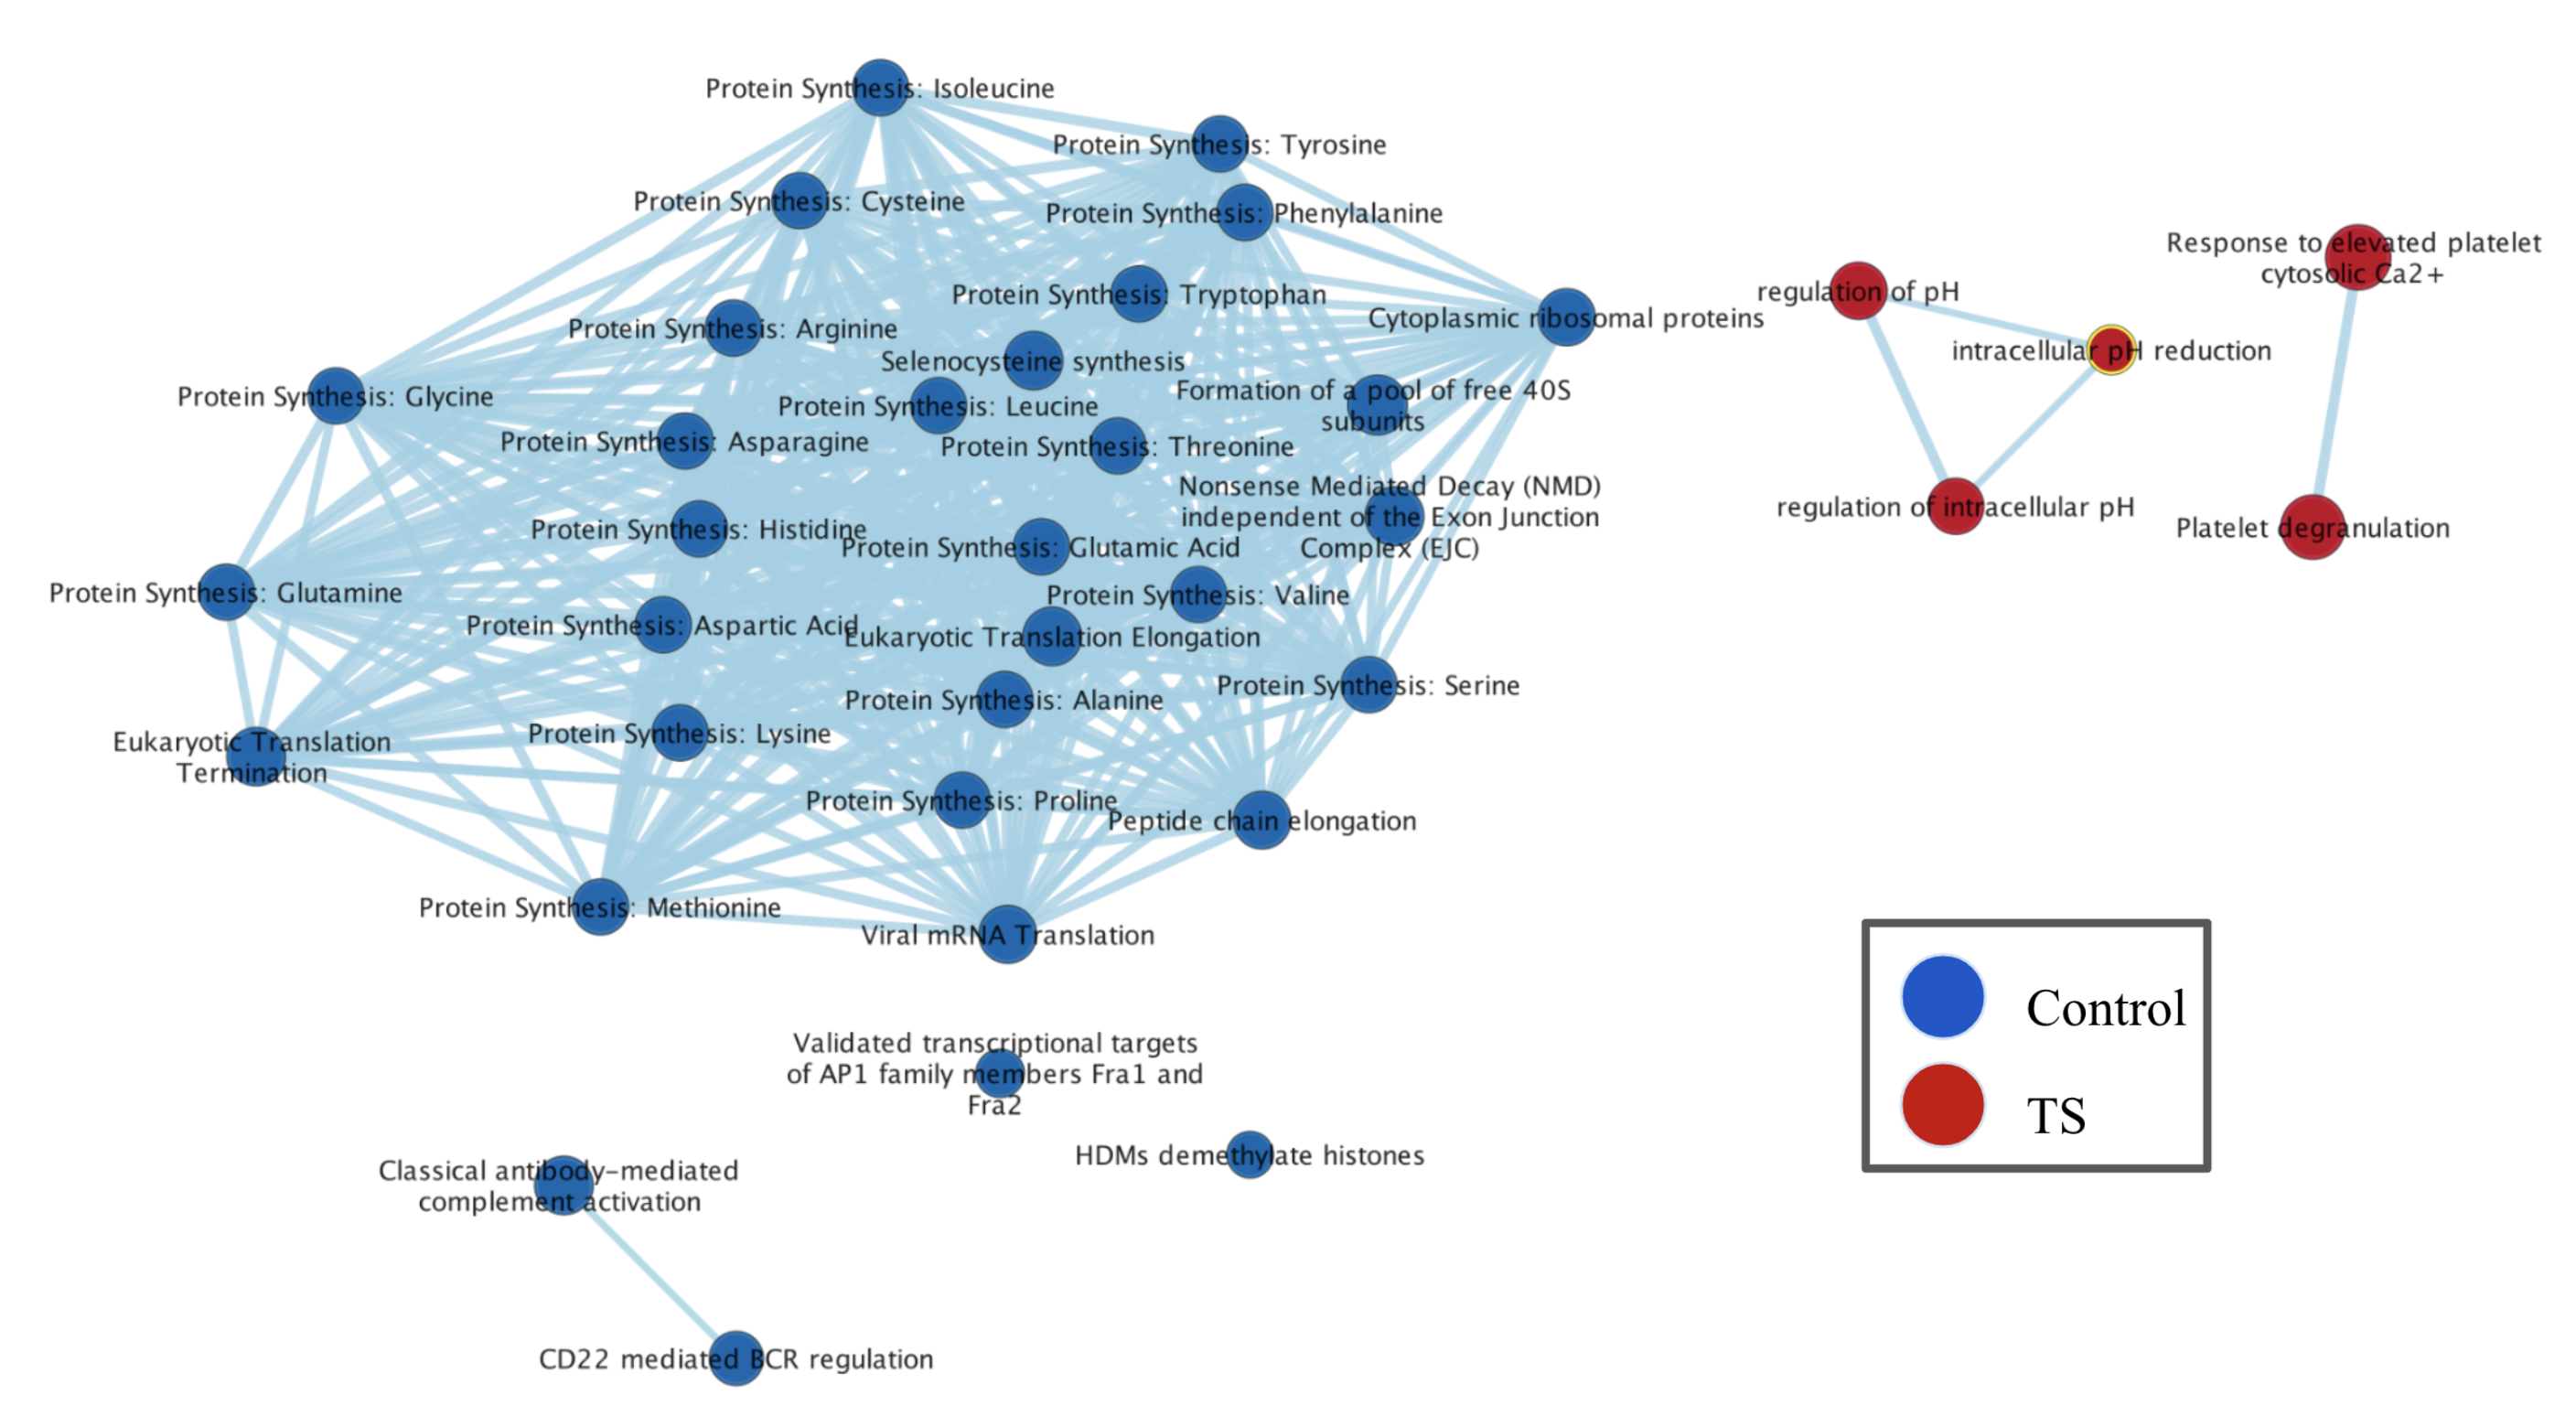 Protein Synthesis: Isoleucine
Protein Synthesis: Tyrosine
Protein Synthesis: Cysteine
Protein Synthesis: Phenylalanine
Protein Synthesis: Tryptophan
Protein Synthesis: Arginine
Cytoplasmic ribosomal proteins
Selenocysteine synthesis
Protein Synthesis: Glycine
Protein Synthesis: Leucine
Formation of a pool of free 40S
subunits
Protein Synthesis: Asparagine
Protein Synthesis: Threonine
Nonsense Mediated Decay (NMD)
independent of the Exon Junction
Complex (EJC)
Protein Synthesis: Histidine
Protein Synthesis: Glutamic Acid
Protein Synthesis: Glutamine
Protein Synthesis: Valine
Protein Synthesis: Aspartic Acid
Eukaryotic Translation Elongation
Protein Synthesis: Serine
Protein Synthesis: Alanine
Protein Synthesis: Lysine
Eukaryotic Translation
Termination
Protein Synthesis: Proline
Peptide chain elongation
Protein Synthesis: Methionine
Viral mRNA Translation
Validated transcriptional targets
of AP1 family members Fra1 and
Fra2
HDMs demethylate histones
Classical antibody-mediated
complement activation
CD22 mediated BCR regulation
regulation of pH
intracellular pH reduction
regulation of intracellular pH
Response to elevated platelet
cytosolic Ca2+
Platelet degranulation
Control
TS